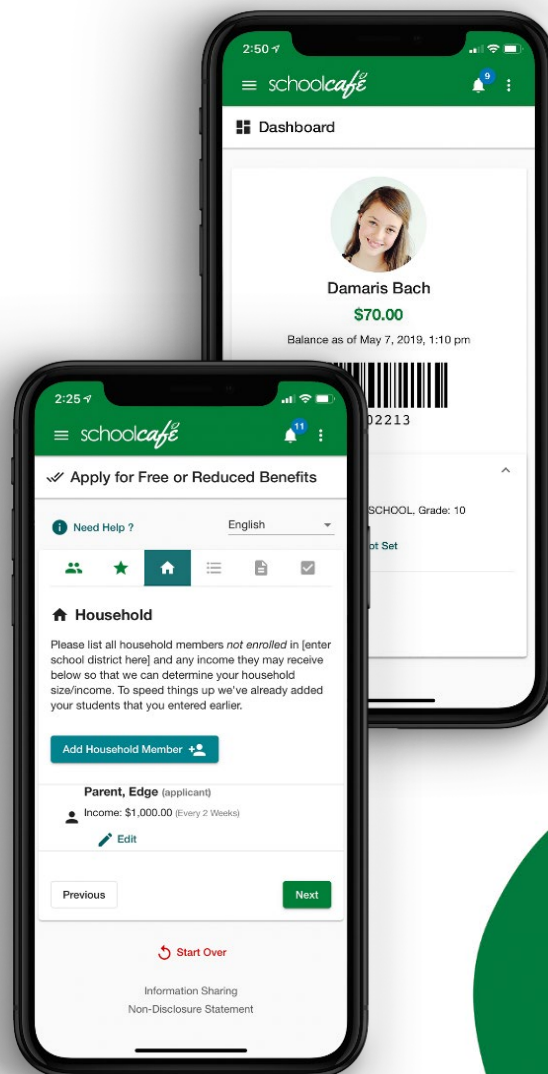 2:50
9
schoolcafé
Dashboard
Damaris Bach
$70.00
Balance as of May 7, 2019, 1:10 pm
02213
SCHOOL, Grade: 10
ot Set
2:25
11
schoolcafé
Apply for Free or Reduced Benefits
Need Help ?
English
Household
Please list all household members not enrolled in [enter
school district here] and any income they may receive
below so that we can determine your household
size/income. To speed things up we've already added
your students that you entered earlier.
Add Household Member
Parent, Edge (applicant)
Income: $1,000.00 (Every 2 Weeks)
Edit
Previous
Next
Start Over
Information Sharing
Non-Disclosure Statement